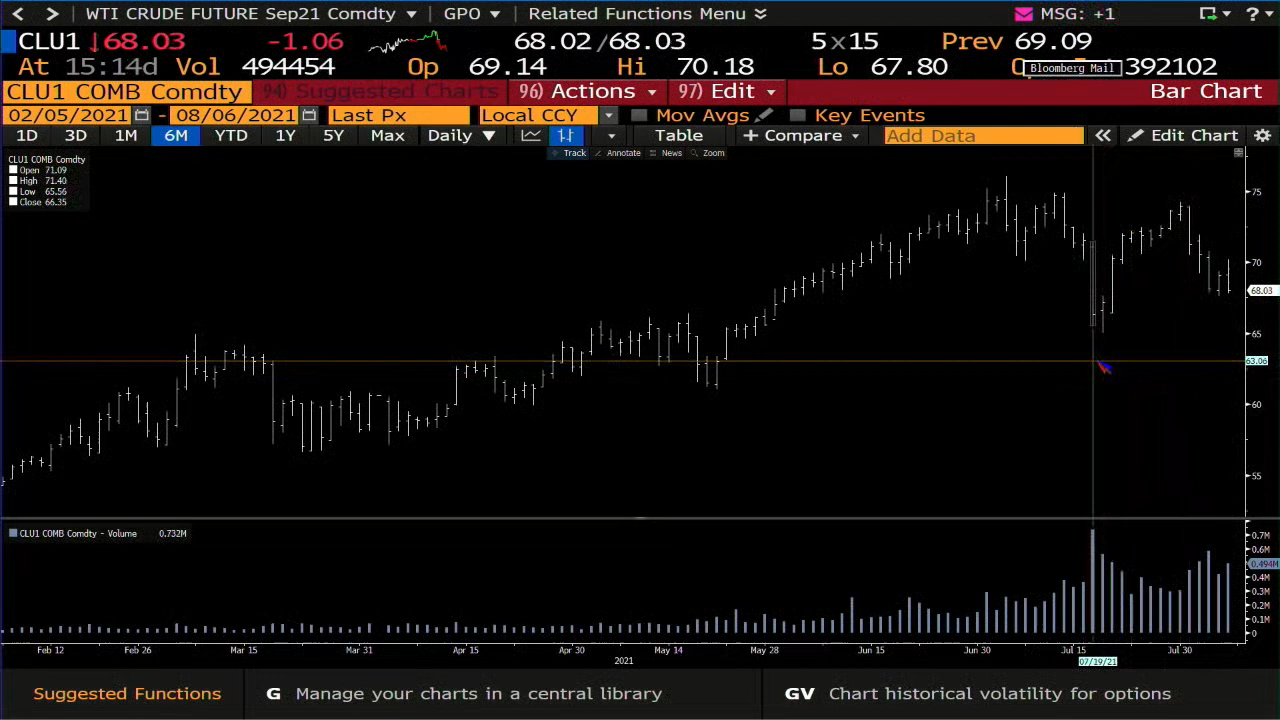 WTI CRUDE FUTURE Sep21 Comdty GPO Related Functions Menu MSG: +1 ?
CLU1 ↓68.03 -1.06 68.02/68.03 5x15 Prev 69.09
At 15:14d Vol 494454 Op 69.14 Hi 70.18 Lo 67.80 392102
Bloomberg Mail
CLU1 COMB Comdty 94) Suggested Charts 96) Actions 97) Edit Bar Chart
02/05/2021 - 08/06/2021 Last Px Local CCY Mov Avgs Key Events
1D 3D 1M 6M YTD 1Y 5Y Max Daily Table + Compare Add Data Edit Chart
Track Annotate News Zoom
CLU1 COMB Comdty
Open 71.09
High 71.40
Low 65.56
Close 66.35
75
70
68.03
65
63.06
60
55
CLU1 COMB Comdty - Volume 0.732M
0.7M
0.6M
0.494M
0.4M
0.3M
0.2M
0.1M
0
Feb 12 Feb 26 Mar 15 Mar 31 Apr 15 Apr 30 May 14 May 28 Jun 15 Jun 30 Jul 15 Jul 30
2021 07/19/21
Suggested Functions G Manage your charts in a central library GV Chart historical volatility for options